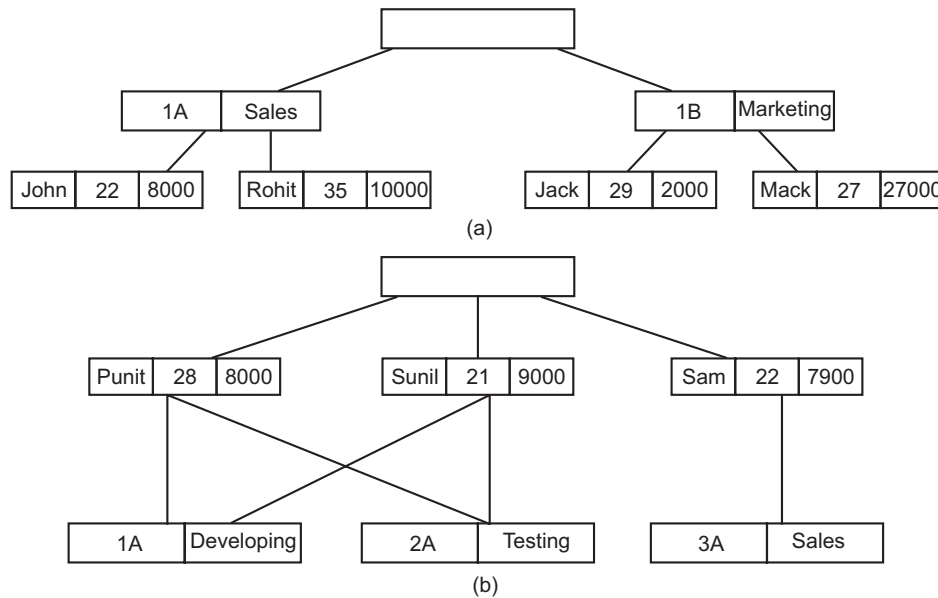 1A Sales 1B Marketing
John 22 8000 Rohit 35 10000 Jack 29 2000 Mack 27 27000
(a)
Punit 28 8000 Sunil 21 9000 Sam 22 7900
1A Developing 2A Testing 3A Sales
(b)